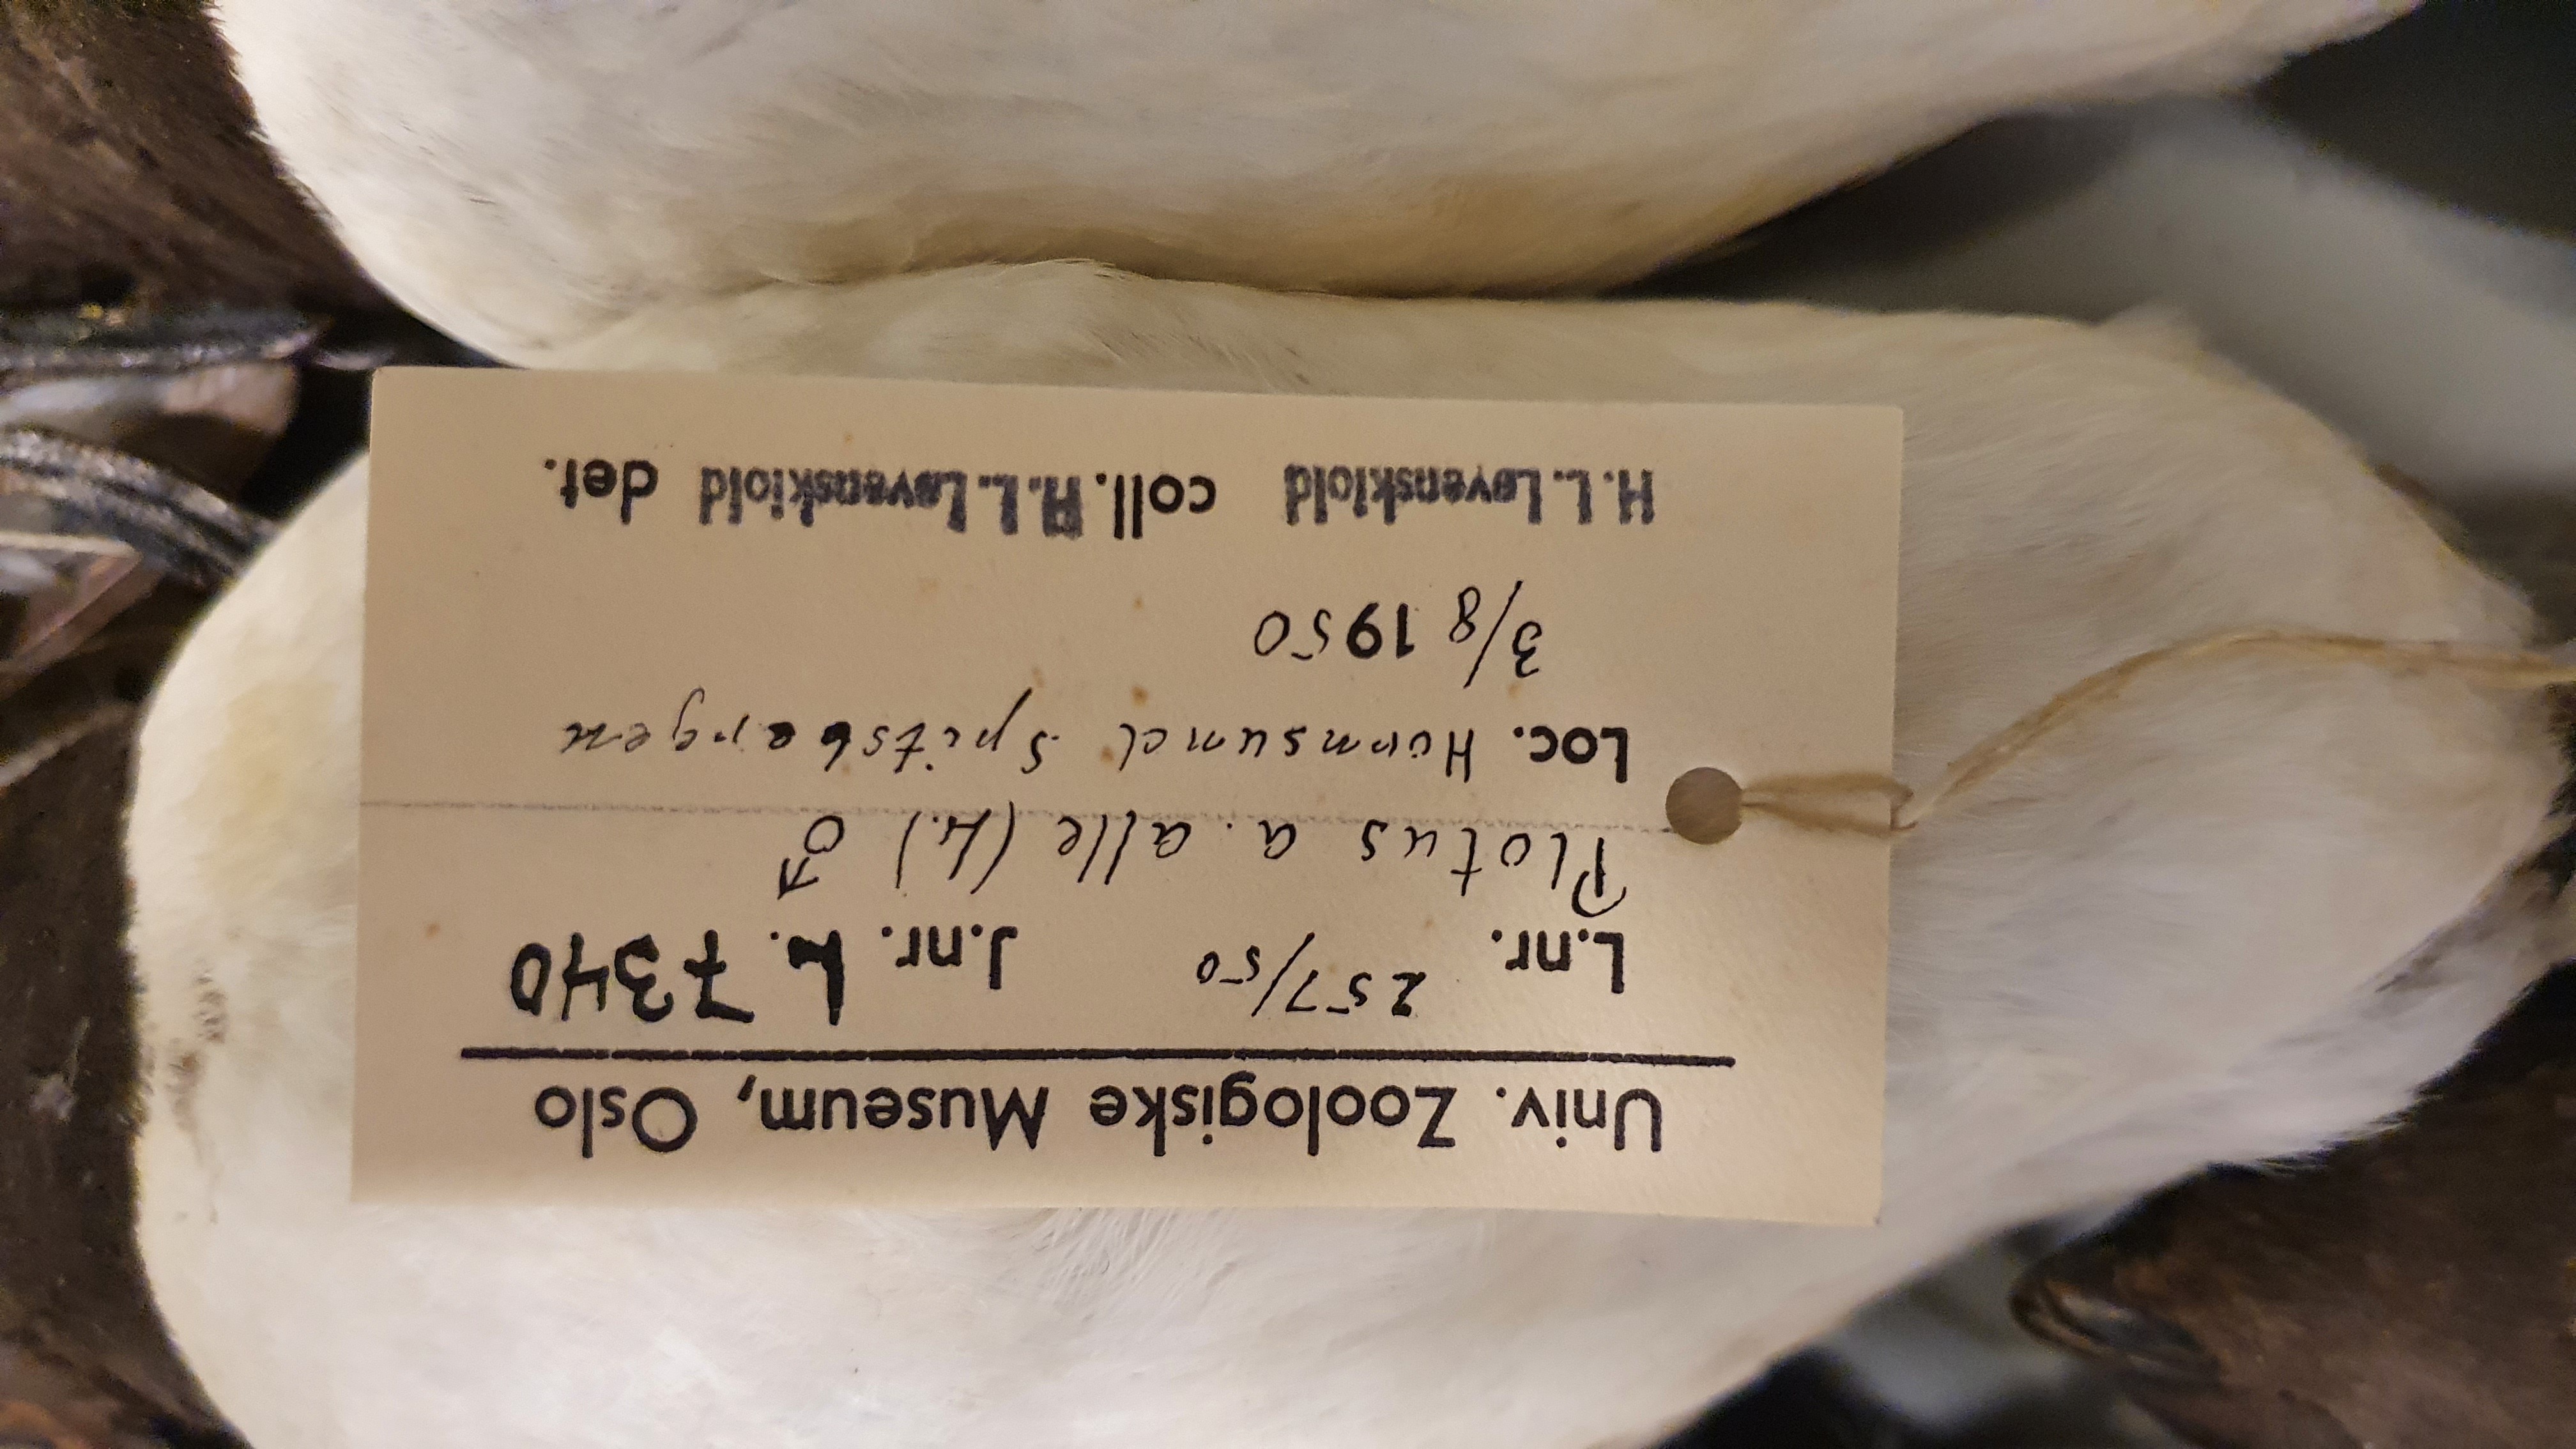 Univ. Zoologiske Museum, Oslo
L.nr. 257/50 J.nr. L. 7340
Plotus a. alle (L.) ♂
Loc. Hornsund Spitsbergen
3/8 1950
H.L. Løvenskiold coll. H.L. Løvenskiold det.